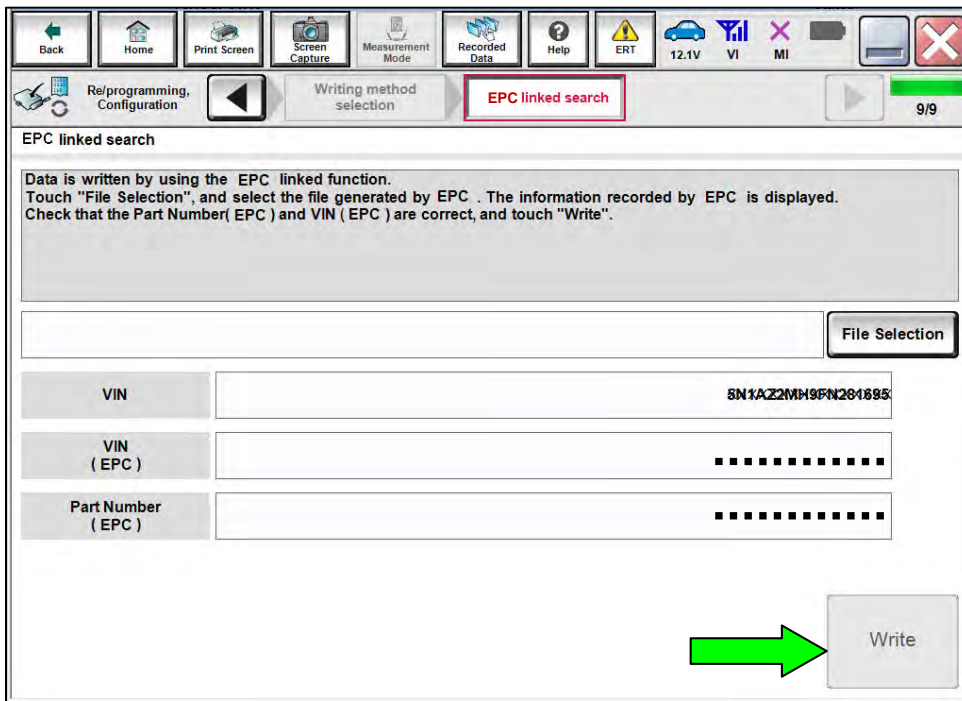 Back
Home
Print Screen
Screen
Capture
Measurement
Mode
Recorded
Data
Help
ERT
12.1V
VI
MI
Re/programming,
Configuration
Writing method
selection
EPC linked search
9/9
EPC linked search
Data is written by using the EPC linked function.
Touch "File Selection", and select the file generated by EPC . The information recorded by EPC is displayed.
Check that the Part Number( EPC ) and VIN ( EPC ) are correct, and touch "Write".
File Selection
VIN
VIN
( EPC )
Part Number
( EPC )
Write